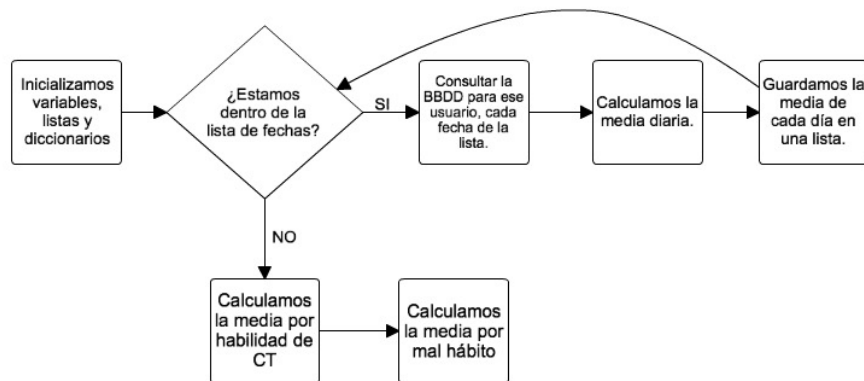 Inicializamos
variables,
listas y
diccionarios
¿Estamos
dentro de la
lista de fechas?
SI
Consultar la
BBDD para ese
usuario, cada
fecha de la
lista.
Calculamos la
media diaria.
Guardamos la
media de
cada día en
una lista.
NO
Calculamos
la media por
habilidad de
CT
Calculamos
la media por
mal hábito